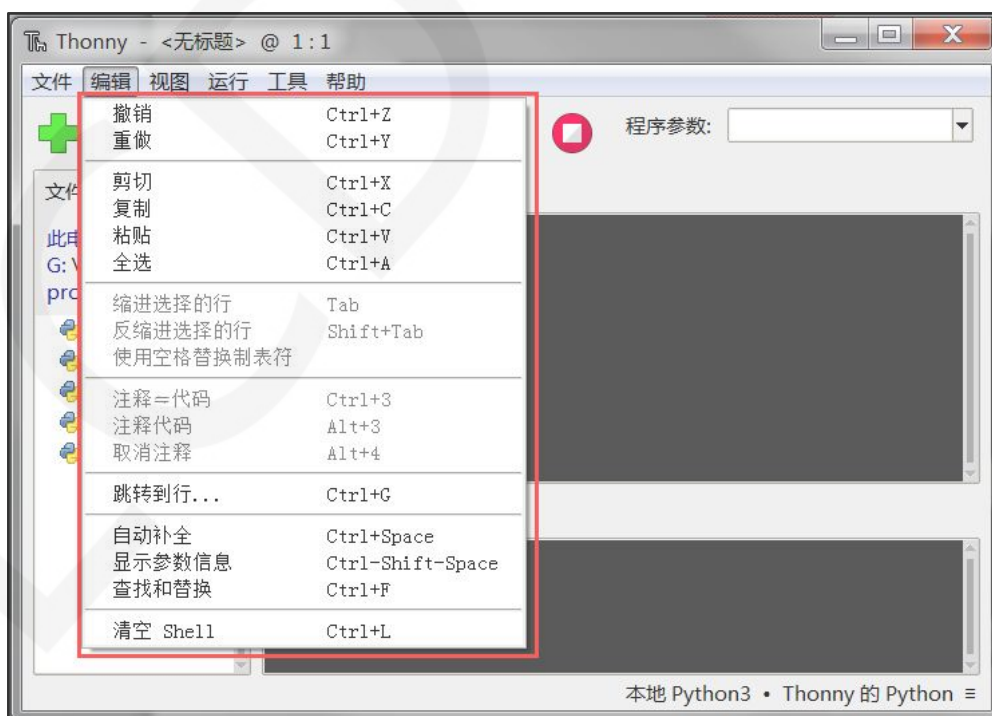 Thonny - <无标题> @ 1:1
文件 编辑 视图 运行 工具 帮助
程序参数:
撤销 Ctrl+Z
重做 Ctrl+Y
剪切 Ctrl+X
复制 Ctrl+C
粘贴 Ctrl+V
全选 Ctrl+A
缩进选择的行 Tab
反缩进选择的行 Shift+Tab
使用空格替换制表符
注释=代码 Ctrl+3
注释代码 Alt+3
取消注释 Alt+4
跳转到行... Ctrl+G
自动补全 Ctrl+Space
显示参数信息 Ctrl-Shift-Space
查找和替换 Ctrl+F
清空 Shell Ctrl+L
文件
此电
G:
本地 Python3 • Thonny 的 Python ≡